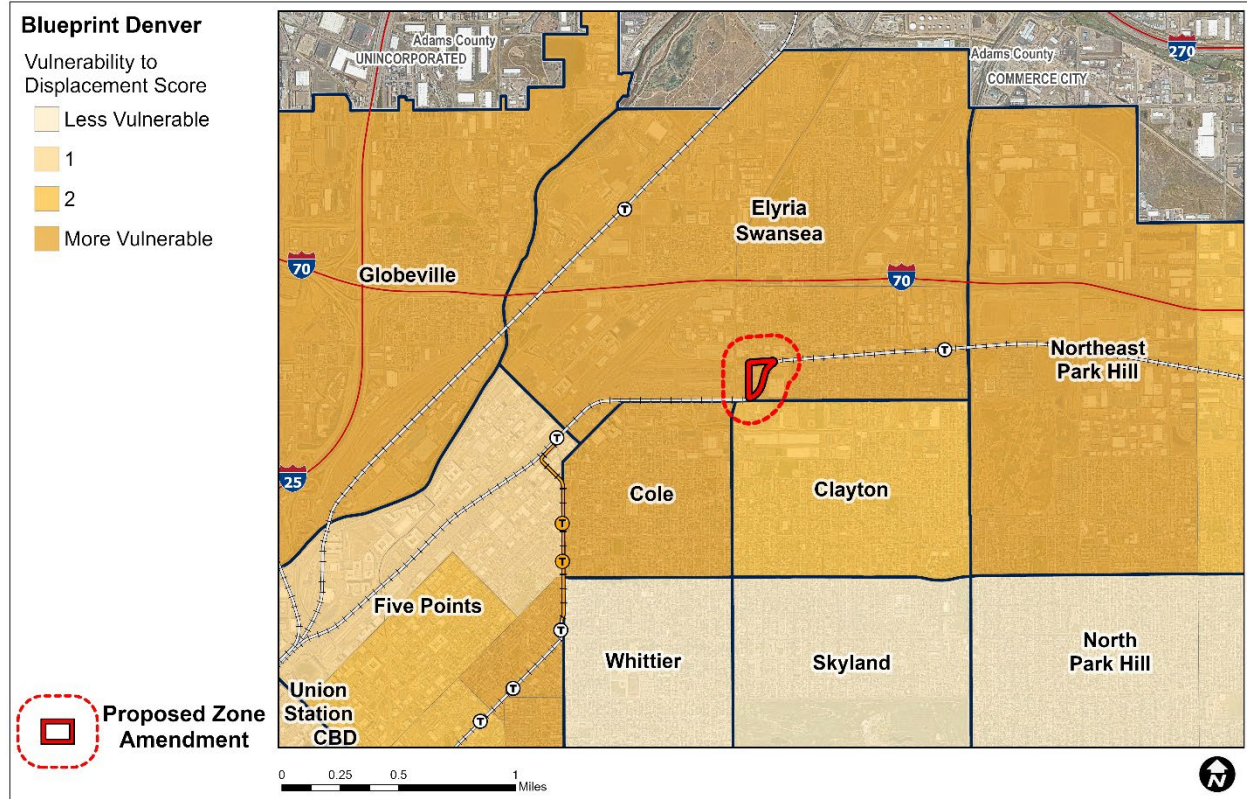 Blueprint Denver
Vulnerability to
Displacement Score
Less Vulnerable
1
2
More Vulnerable
Proposed Zone
Amendment
Adams County
UNINCORPORATED
Adams County
COMMERCE CITY
270
Elyria
Swansea
T
70
Globeville
70
T
Northeast
Park Hill
T
25
Cole
Clayton
T
T
Five Points
T
Whittier
Skyland
North
Park Hill
Union
Station
CBD
T
T
0 0.25 0.5 1
Miles
N